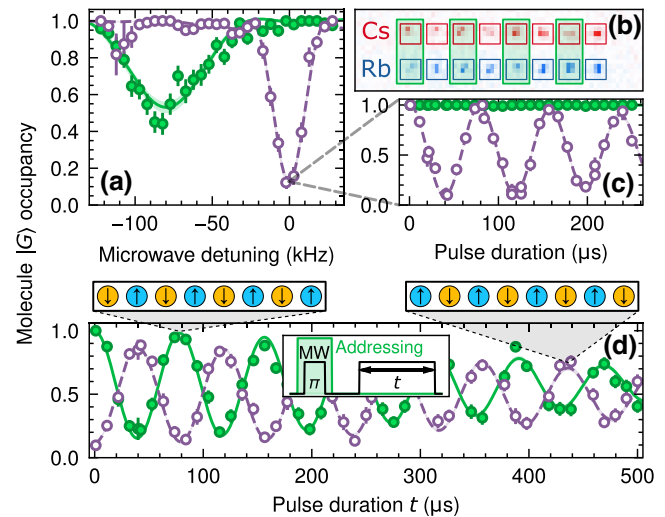 Molecule |G⟩ occupancy
1.0
0.8
0.6
0.4
0.2
0.0
(a)
−100
−50
0
Microwave detuning (kHz)
Cs
Rb
(b)
1.0
0.5
0.0
(c)
0
100
200
Pulse duration (μs)
↓ ↑ ↓ ↑ ↓ ↑ ↓ ↑
↑ ↓ ↑ ↓ ↑ ↓ ↑ ↓
1.0
0.5
0.0
MW Addressing
π t
(d)
0 100 200 300 400 500
Pulse duration t (μs)